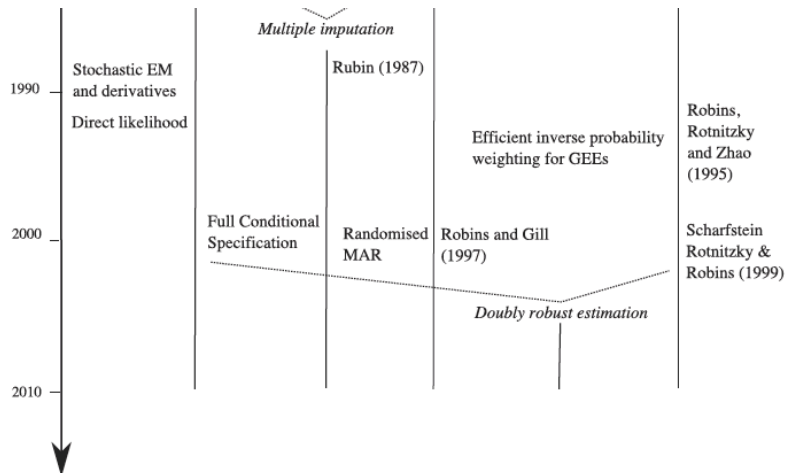 Multiple imputation
Stochastic EM
and derivatives
Rubin (1987)
1990
Direct likelihood
Efficient inverse probability
weighting for GEEs
Robins,
Rotnitzky
and Zhao
(1995)
Full Conditional
Specification
Randomised
MAR
Robins and Gill
(1997)
Scharfstein
Rotnitzky &
Robins (1999)
2000
Doubly robust estimation
2010